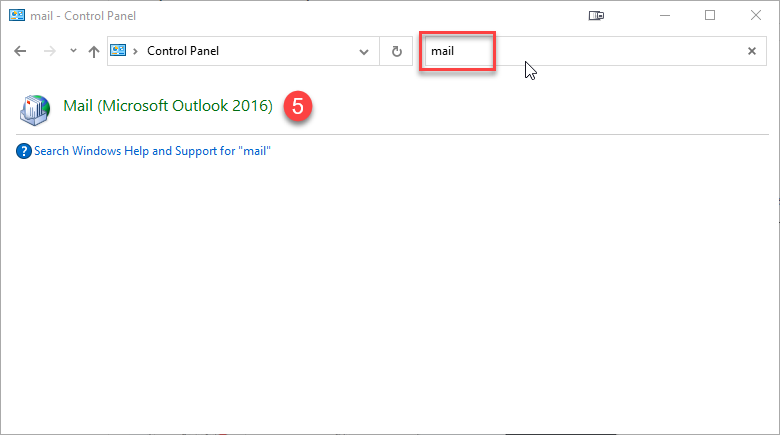 mail - Control Panel
Control Panel
mail
Mail (Microsoft Outlook 2016)
5
Search Windows Help and Support for "mail"